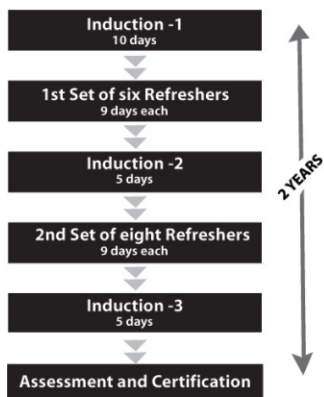 Induction -1
10 days
1st Set of six Refreshers
9 days each
Induction -2
5 days
2nd Set of eight Refreshers
9 days each
Induction -3
5 days
Assessment and Certification
2 YEARS